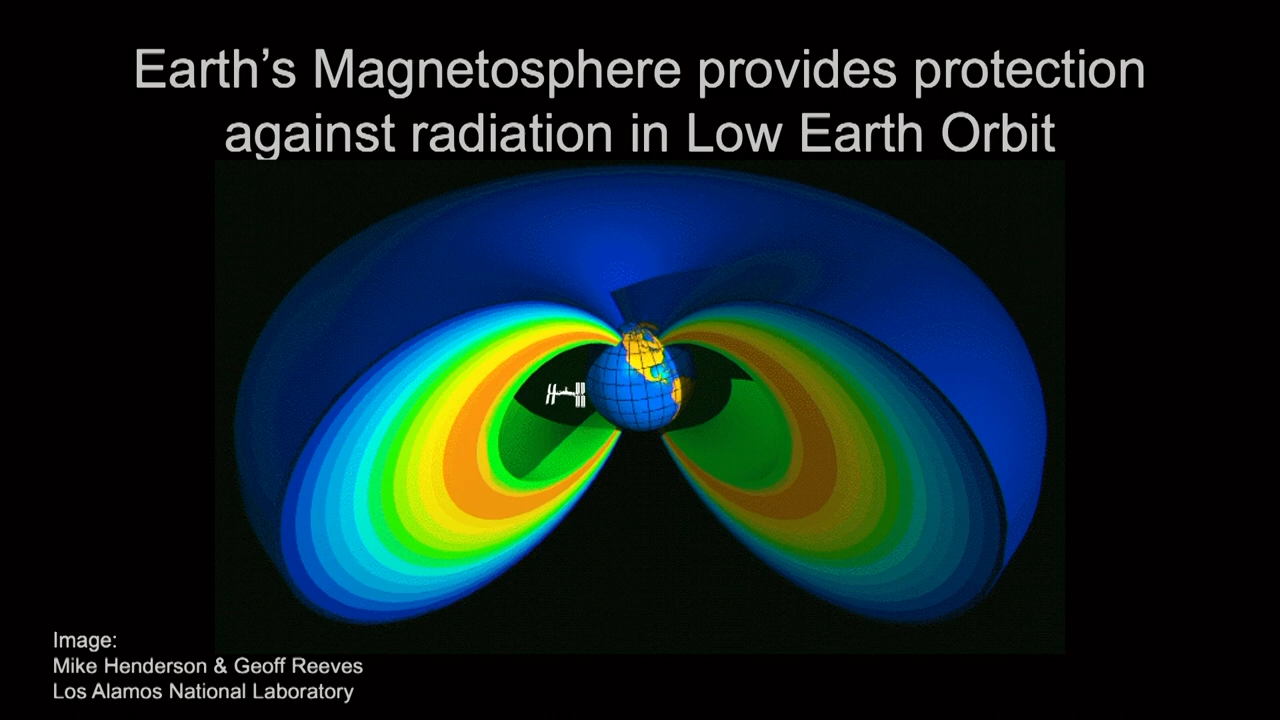 Earth’s Magnetosphere provides protection
against radiation in Low Earth Orbit
Image:
Mike Henderson & Geoff Reeves
Los Alamos National Laboratory